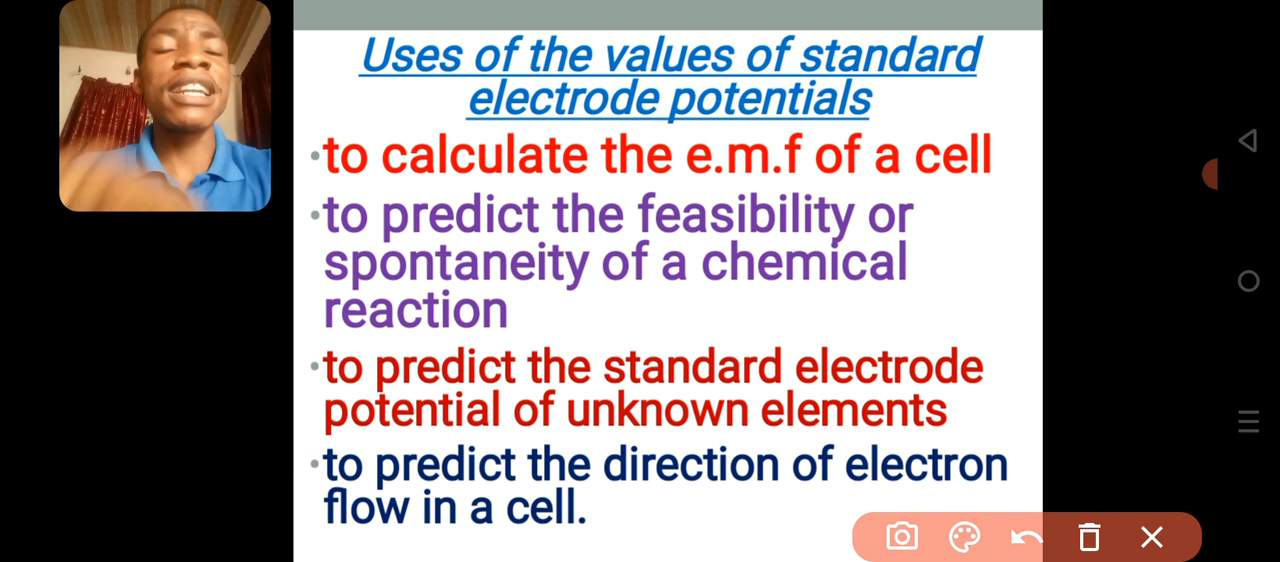 Uses of the values of standard
electrode potentials
•to calculate the e.m.f of a cell
•to predict the feasibility or
spontaneity of a chemical
reaction
•to predict the standard electrode
potential of unknown elements
•to predict the direction of electron
flow in a cell.